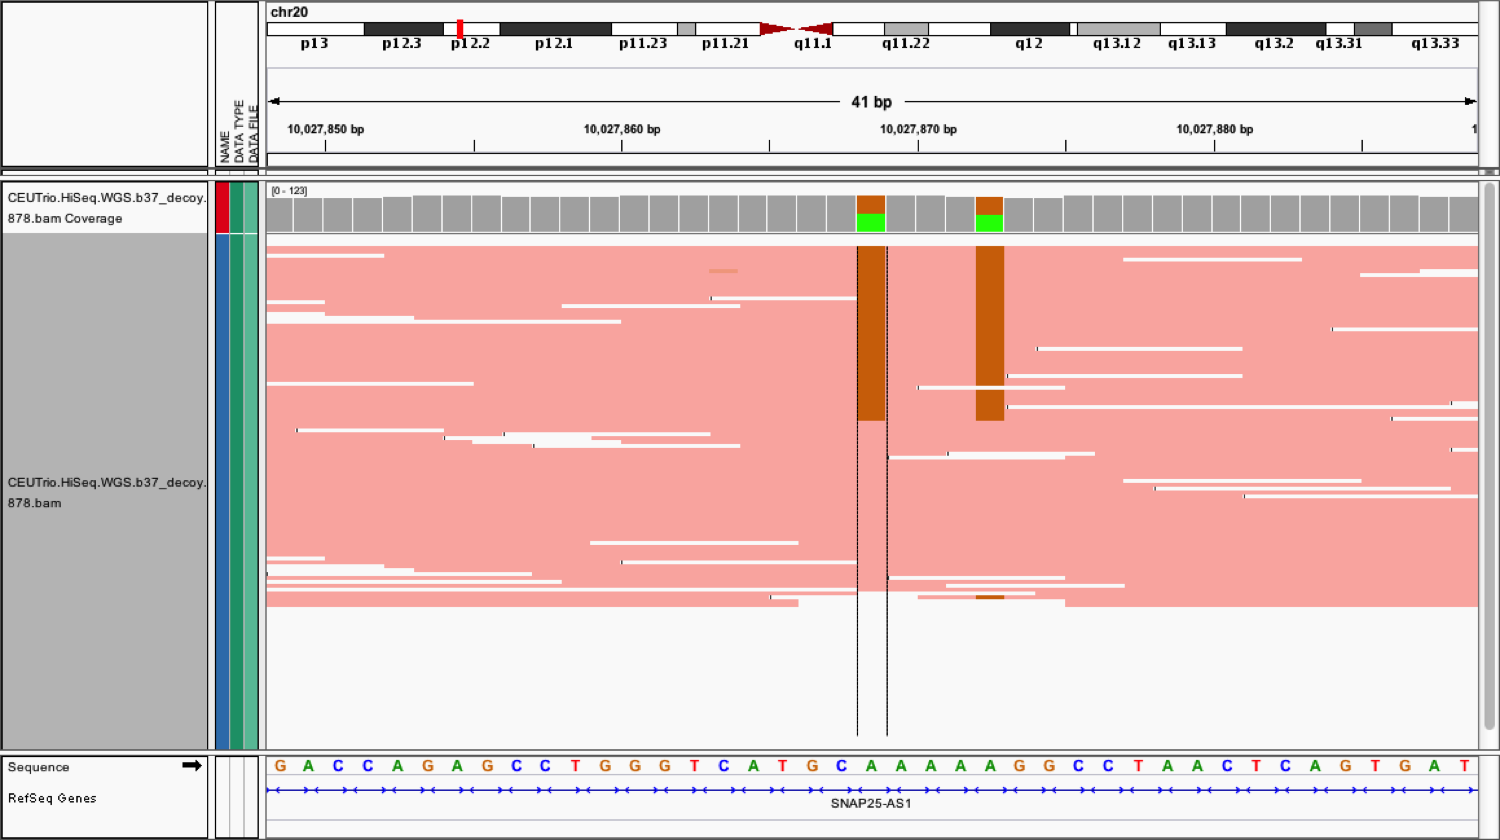 chr20
p13 p12.3 p12.2 p12.1 p11.23 p11.21 q11.1 q11.22 q12 q13.12 q13.13 q13.2 q13.31 q13.33
41 bp
10,027,850 bp 10,027,860 bp 10,027,870 bp 10,027,880 bp 1
NAME
DATA TYPE
DATA FILE
[0 - 123]
CEUTrio.HiSeq.WGS.b37_decoy.
878.bam Coverage
CEUTrio.HiSeq.WGS.b37_decoy.
878.bam
Sequence G A C C A G A G C C T G G G T C A T G C A A A A A G G C C T A A C T C A G T G A T
RefSeq Genes
SNAP25-AS1